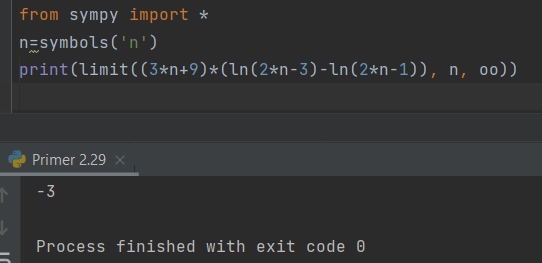 from sympy import *
n=symbols('n')
print(limit((3*n+9)*(ln(2*n-3)-ln(2*n-1)), n, oo))
Primer 2.29 ×
-3
Process finished with exit code 0